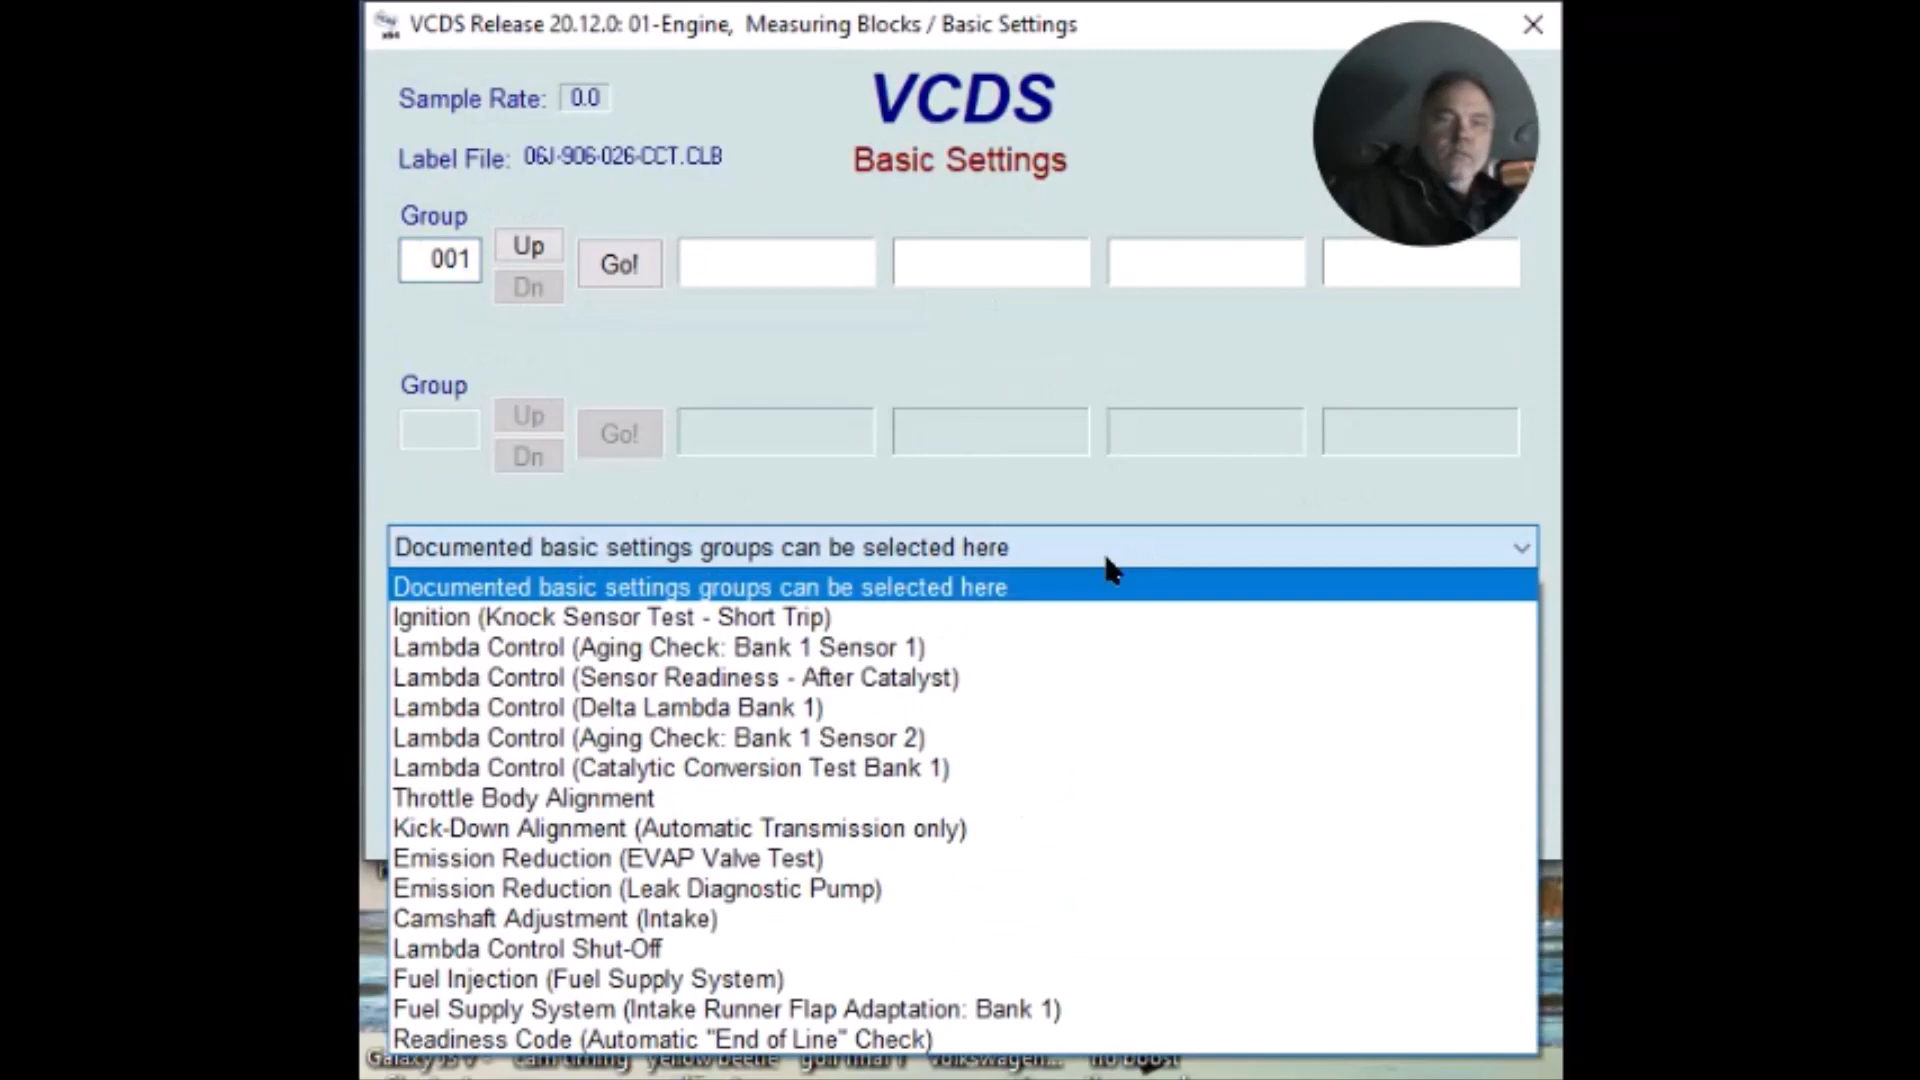 VCDS Release 20.12.0: 01-Engine, Measuring Blocks / Basic Settings
Sample Rate: 0.0
VCDS
Label File: 06J-906-026-CCT.CLB
Basic Settings
Group
001
Up
Dn
Go!
Group
Up
Dn
Go!
Documented basic settings groups can be selected here
Documented basic settings groups can be selected here
Ignition (Knock Sensor Test - Short Trip)
Lambda Control (Aging Check: Bank 1 Sensor 1)
Lambda Control (Sensor Readiness - After Catalyst)
Lambda Control (Delta Lambda Bank 1)
Lambda Control (Aging Check: Bank 1 Sensor 2)
Lambda Control (Catalytic Conversion Test Bank 1)
Throttle Body Alignment
Kick-Down Alignment (Automatic Transmission only)
Emission Reduction (EVAP Valve Test)
Emission Reduction (Leak Diagnostic Pump)
Camshaft Adjustment (Intake)
Lambda Control Shut-Off
Fuel Injection (Fuel Supply System)
Fuel Supply System (Intake Runner Flap Adaptation: Bank 1)
Readiness Code (Automatic "End of Line" Check)
yellow beetle volkswagen... no boost